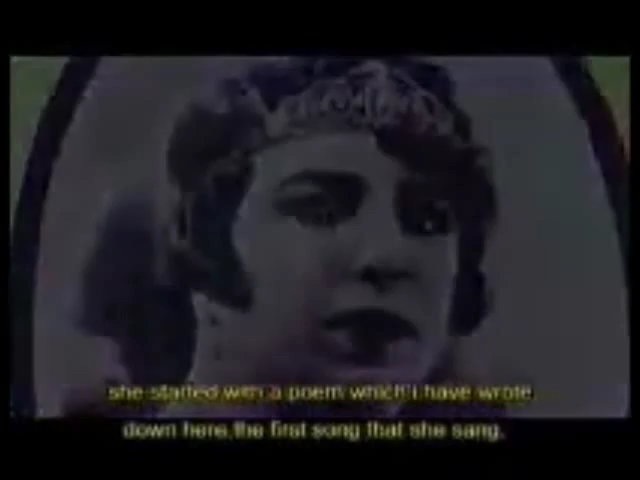 she started with a poem which i have wrote
down here,the first song that she sang.